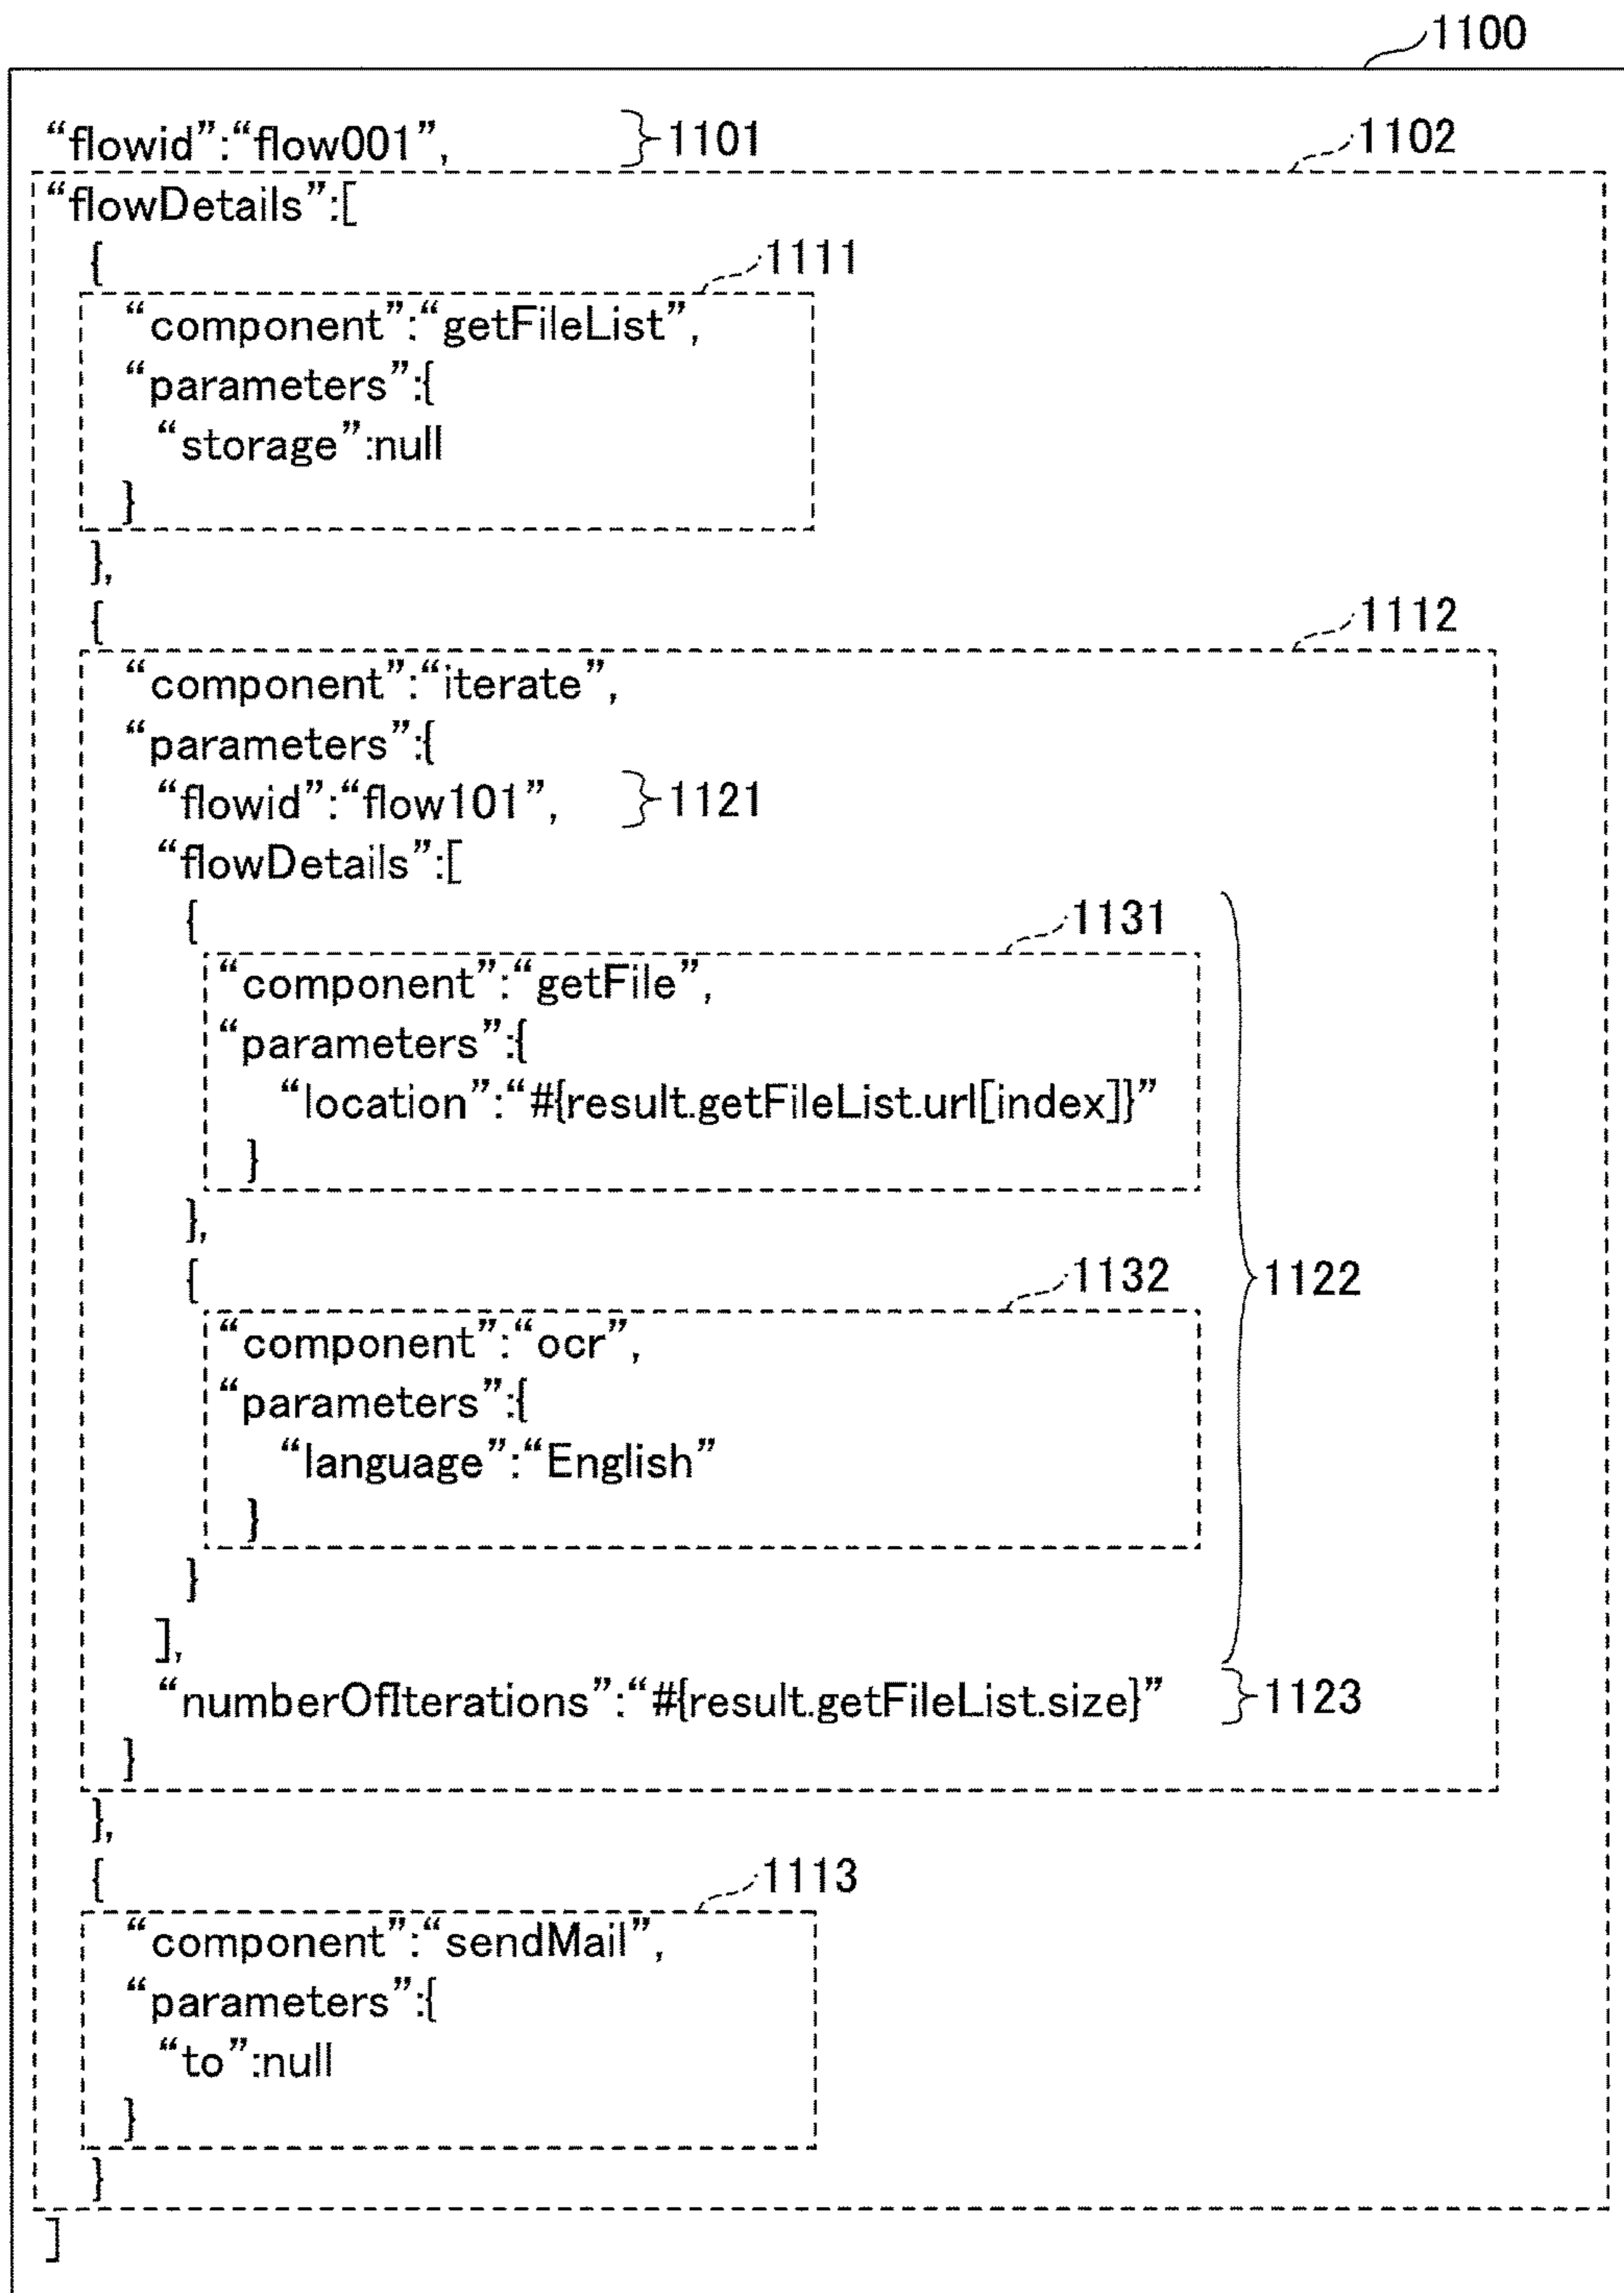 1100
“flowid”:“flow001”, 1101
1102
“flowDetails”:[
{
1111
“component”:“getFileList”,
“parameters”:{
“storage”:null
}
},
{
1112
“component”:“iterate”,
“parameters”:{
“flowid”:“flow101”, 1121
“flowDetails”:[
{
1131
“component”:“getFile”,
“parameters”:{
“location”:“#{result.getFileList.url[index]}”
}
},
{
1132
1122
“component”:“ocr”,
“parameters”:{
“language”:“English”
}
}
],
“numberOfIterations”:“#{result.getFileList.size}” 1123
}
},
{
1113
“component”:“sendMail”,
“parameters”:{
“to”:null
}
}
]